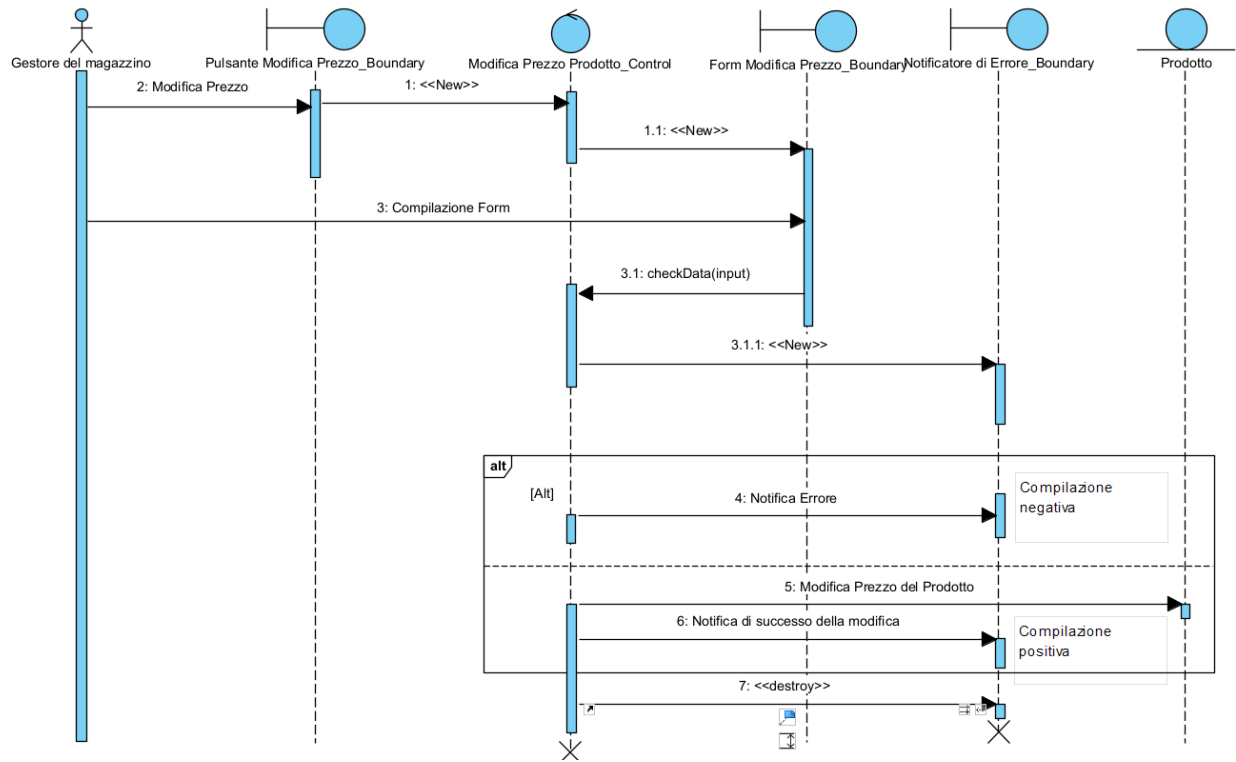 Gestore del magazzino
Pulsante Modifica Prezzo_Boundary
Modifica Prezzo Prodotto_Control
Form Modifica Prezzo_Boundary
Notificatore di Errore_Boundary
Prodotto
2: Modifica Prezzo
1: <<New>>
1.1: <<New>>
3: Compilazione Form
3.1: checkData(input)
3.1.1: <<New>>
alt
[Alt]
4: Notifica Errore
Compilazione
negativa
5: Modifica Prezzo del Prodotto
6: Notifica di successo della modifica
Compilazione
positiva
7: <<destroy>>